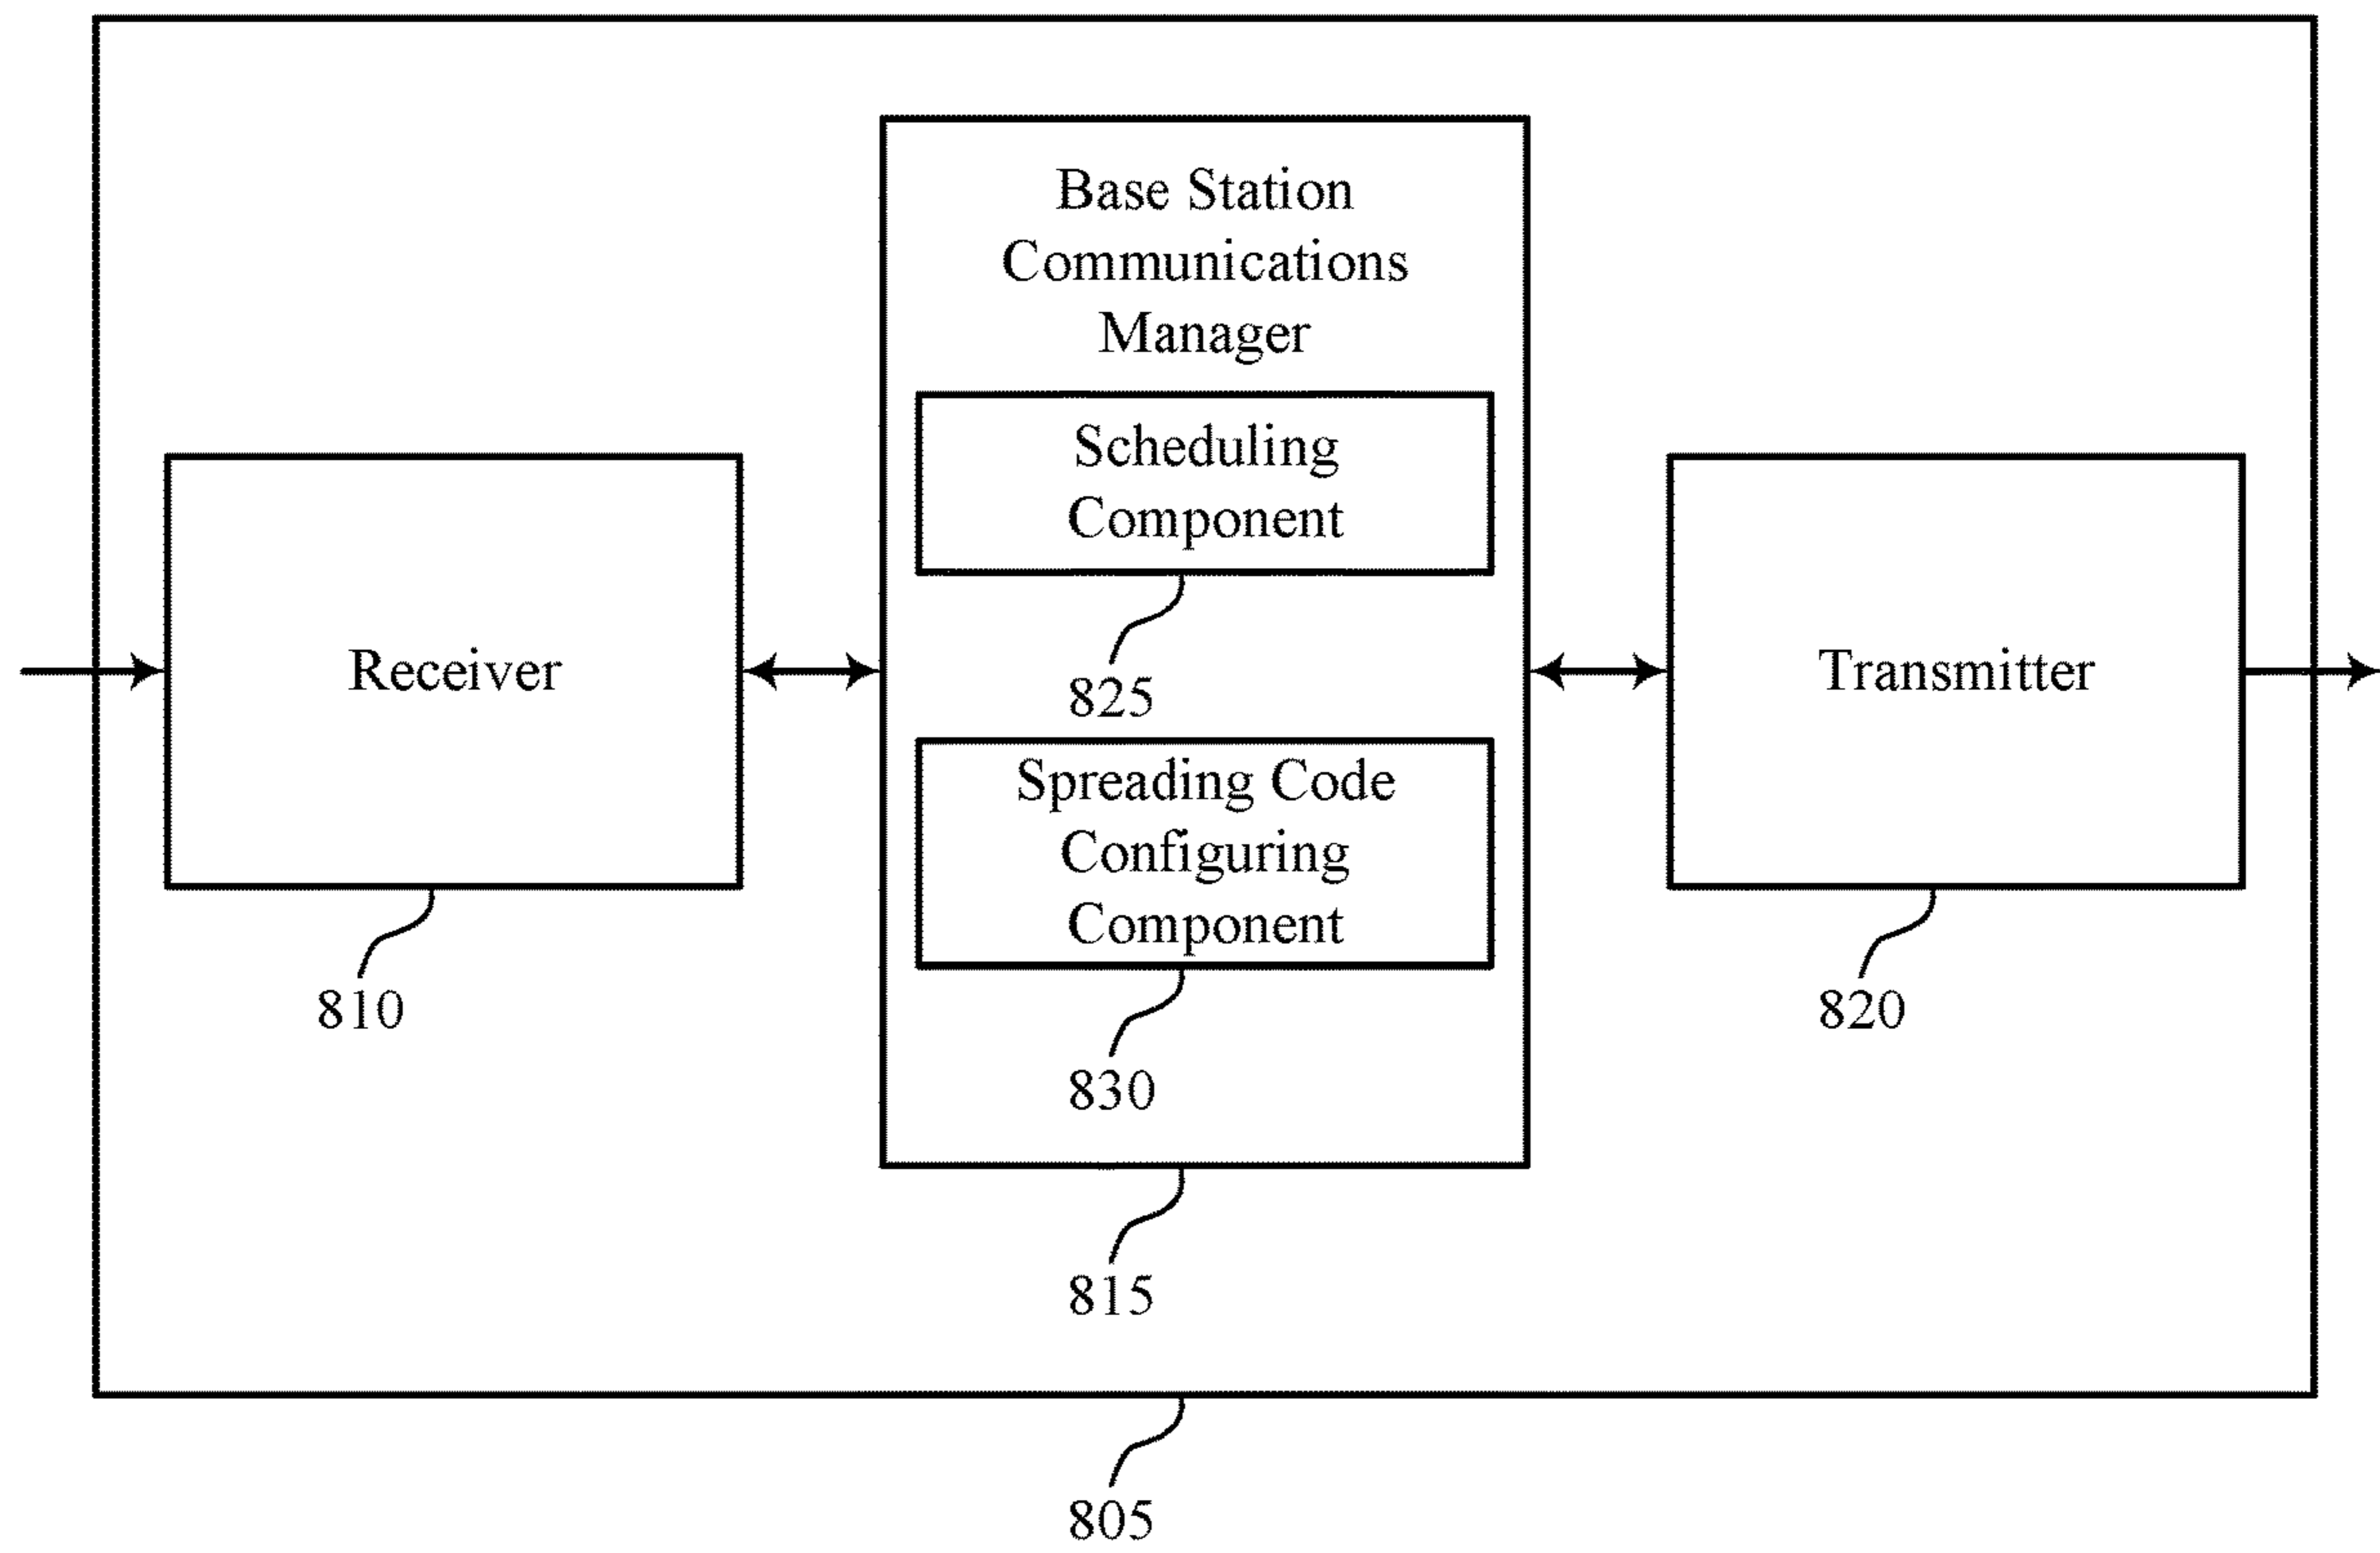 Base Station
Communications
Manager
Scheduling
Component
825
Receiver
810
Spreading Code
Configuring
Component
830
Transmitter
820
815
805